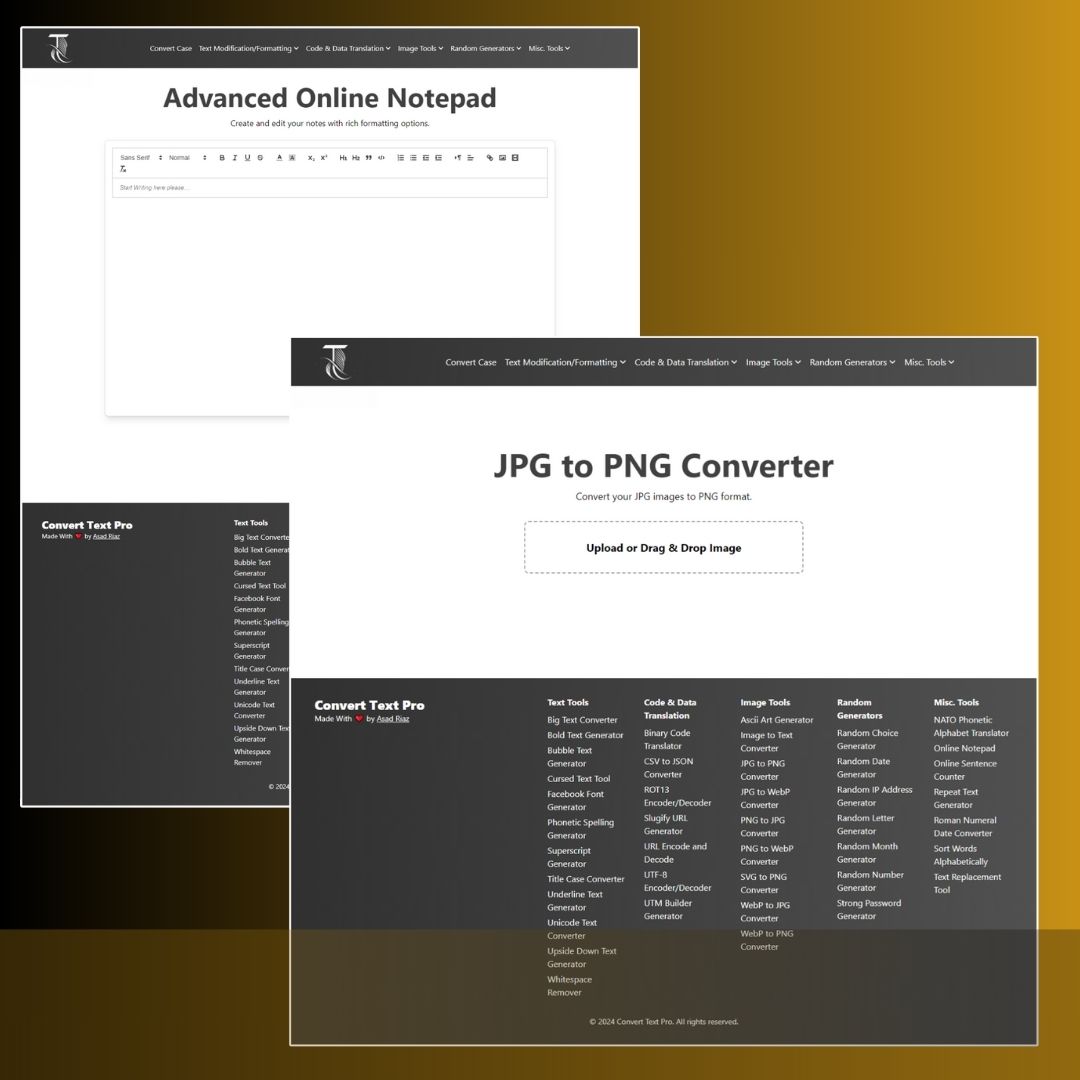 Convert Case Text Modification/Formatting Code & Data Translation Image Tools Random Generators Misc. Tools
Advanced Online Notepad
Create and edit your notes with rich formatting options.
Sans Serif Normal B I U S A A X₂ X² H₁ H₂ ” </>
Start Writing here please...
Convert Text Pro
Made With ❤️ by Asad Riaz
Text Tools
Big Text Converte
Bold Text Generat
Bubble Text
Generator
Cursed Text Tool
Facebook Font
Generator
Phonetic Spelling
Generator
Superscript
Generator
Title Case Conver
Underline Text
Generator
Unicode Text
Converter
Upside Down Tex
Generator
Whitespace
Remover
© 2024
Convert Case Text Modification/Formatting Code & Data Translation Image Tools Random Generators Misc. Tools
JPG to PNG Converter
Convert your JPG images to PNG format.
Upload or Drag & Drop Image
Convert Text Pro
Made With ❤️ by Asad Riaz
Text Tools
Big Text Converter
Bold Text Generator
Bubble Text
Generator
Cursed Text Tool
Facebook Font
Generator
Phonetic Spelling
Generator
Superscript
Generator
Title Case Converter
Underline Text
Generator
Unicode Text
Converter
Upside Down Text
Generator
Whitespace
Remover
Code & Data
Translation
Binary Code
Translator
CSV to JSON
Converter
ROT13
Encoder/Decoder
Slugify URL
Generator
URL Encode and
Decode
UTF-8
Encoder/Decoder
UTM Builder
Generator
Image Tools
Ascii Art Generator
Image to Text
Converter
JPG to PNG
Converter
JPG to WebP
Converter
PNG to JPG
Converter
PNG to WebP
Converter
SVG to PNG
Converter
WebP to JPG
Converter
WebP to PNG
Converter
Random
Generators
Random Choice
Generator
Random Date
Generator
Random IP Address
Generator
Random Letter
Generator
Random Month
Generator
Random Number
Generator
Strong Password
Generator
Misc. Tools
NATO Phonetic
Alphabet Translator
Online Notepad
Online Sentence
Counter
Repeat Text
Generator
Roman Numeral
Date Converter
Sort Words
Alphabetically
Text Replacement
Tool
© 2024 Convert Text Pro. All rights reserved.